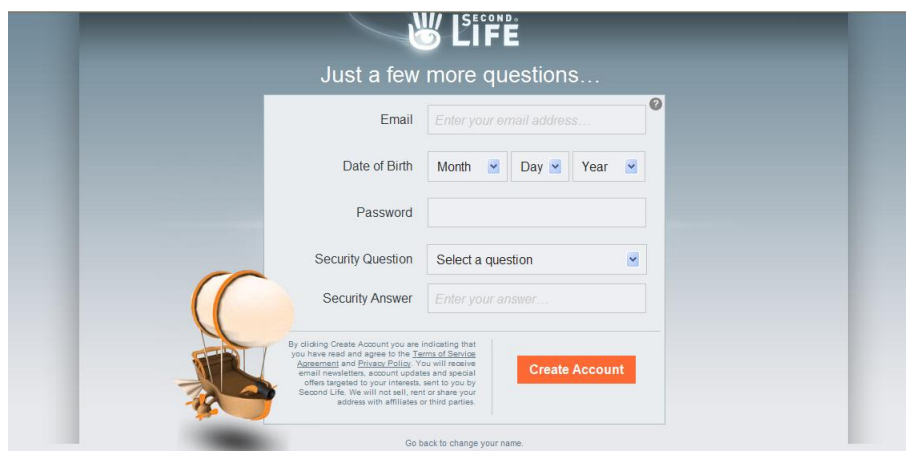 SECOND
LIFE
Just a few more questions…
?
Email
Enter your email address...
Date of Birth
Month
Day
Year
Password
Security Question
Select a question
Security Answer
Enter your answer...
By clicking Create Account you are indicating that
you have read and agree to the Terms of Service
Agreement and Privacy Policy. You will receive
email newsletters, account updates and special
offers targeted to your interests, sent to you by
Second Life. We will not sell, rent or share your
address with affiliates or third parties.
Create Account
Go back to change your name.